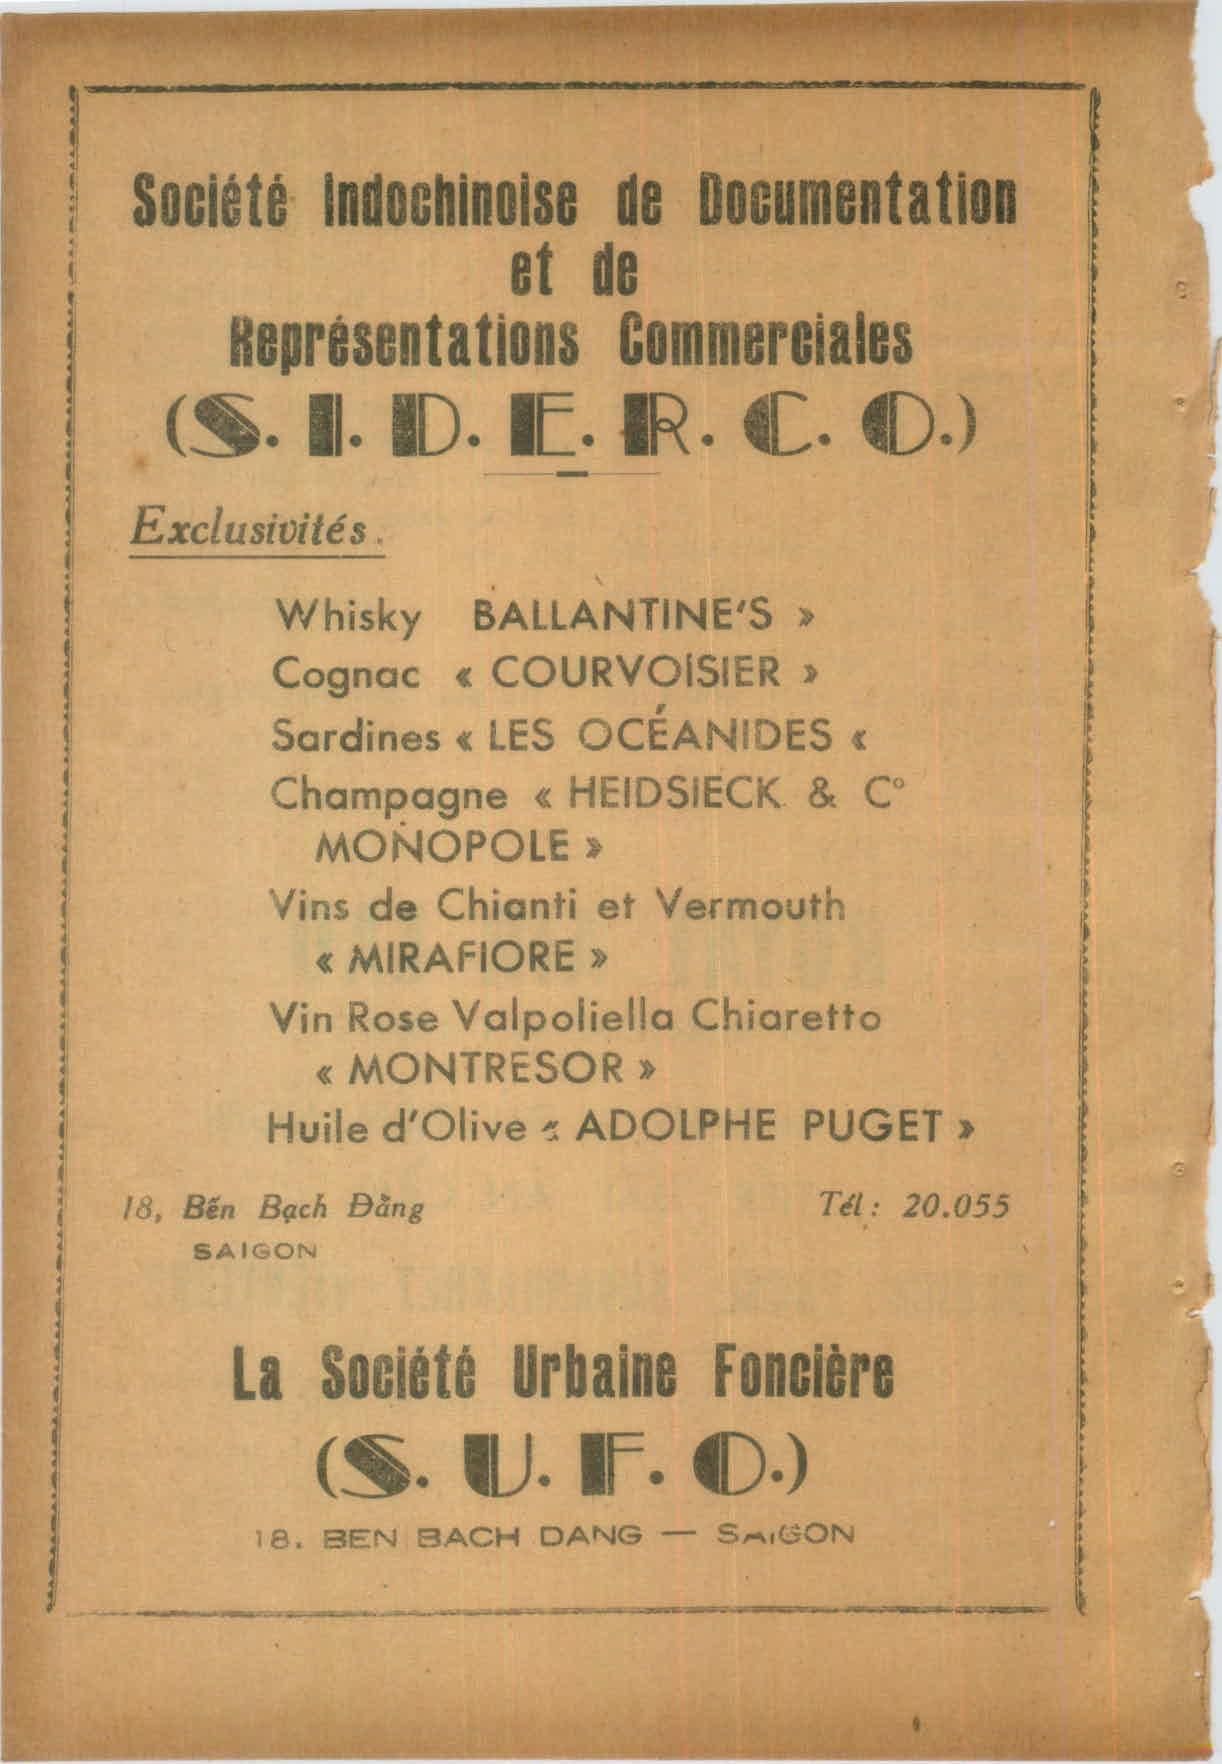 Société Indochinoise de Documentation
et de
Représentations Commerciales
(S. I. D. E. R. C. O.)
Exclusivités.
Whisky BALLANTINE'S »
Cognac « COURVOISIER »
Sardines « LES OCÉANIDES «
Champagne « HEIDSIECK & C°
MONOPOLE »
Vins de Chianti et Vermouth
« MIRAFIORE »
Vin Rose Valpoliella Chiaretto
« MONTRESOR »
Huile d'Olive « ADOLPHE PUGET »
18, Bến Bạch Đằng Tél : 20.055
SAIGON
La Société Urbaine Foncière
(S. U. F. O.)
18. BEN BACH DANG — SAIGON